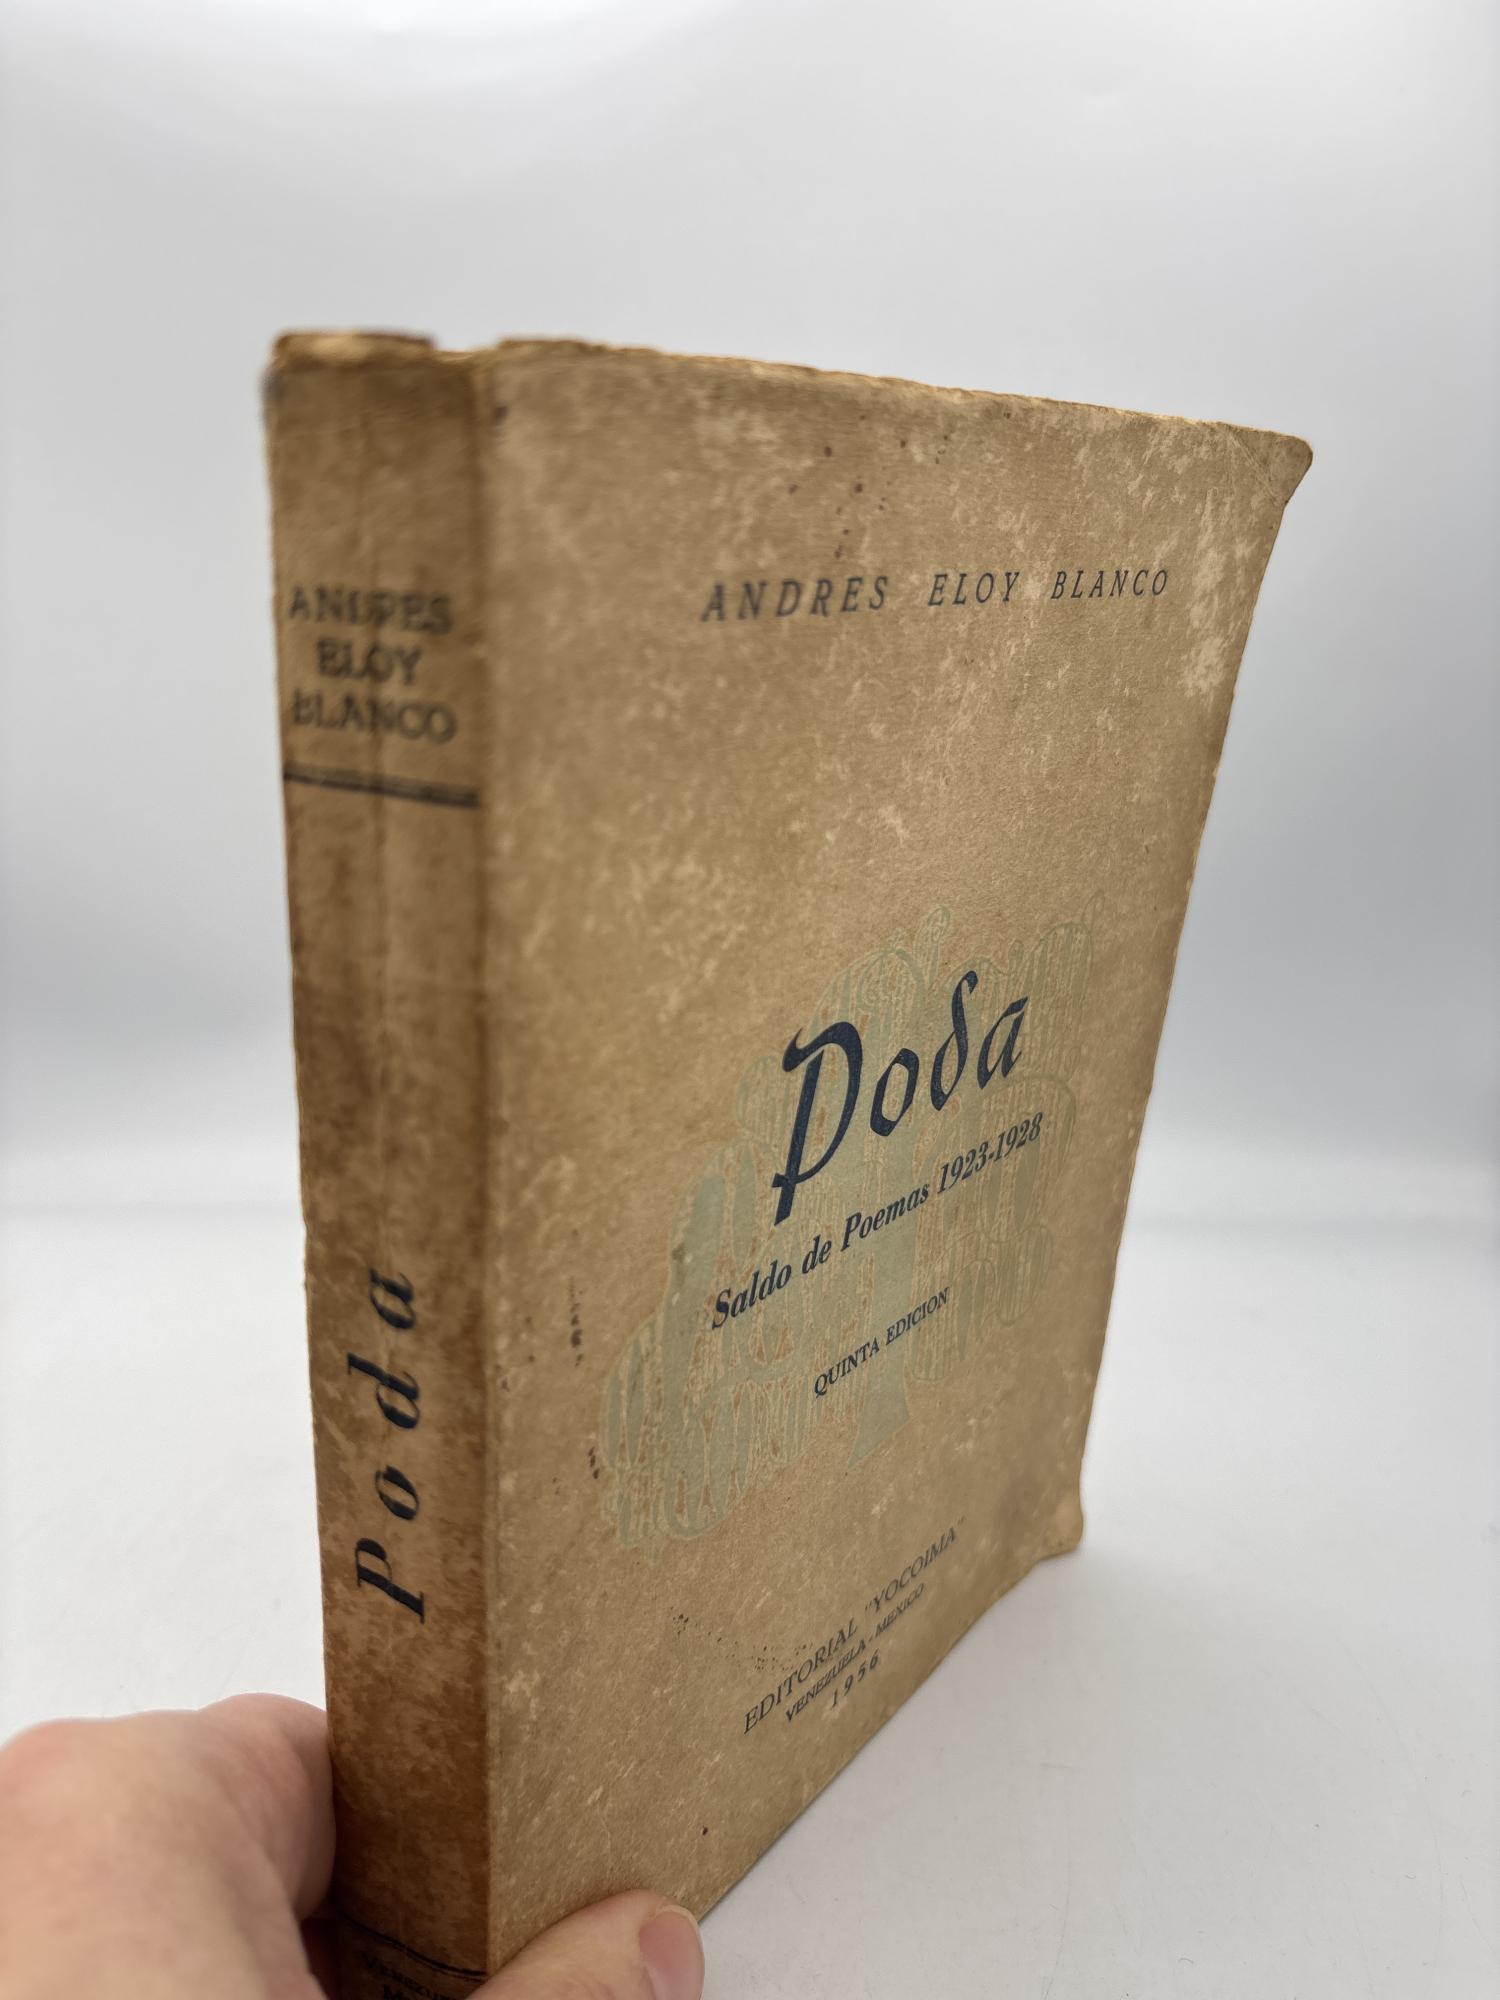 ANDRES
ELOY
BLANCO
Poda
ANDRES ELOY BLANCO
Poda
Saldo de Poemas 1923-1928
QUINTA EDICION
EDITORIAL "YOCOIMA"
VENEZUELA - MEXICO
1956